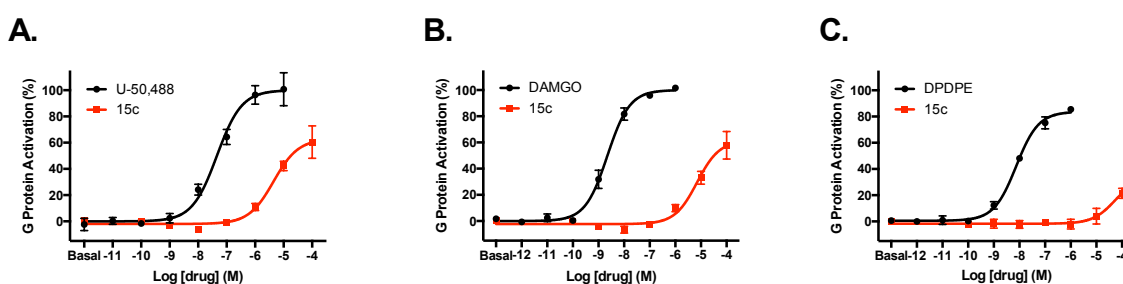 A.
G Protein Activation (%)
100
80
60
40
20
0
U-50,488
15c
Basal -11 -10 -9 -8 -7 -6 -5 -4
Log [drug] (M)
B.
G Protein Activation (%)
100
80
60
40
20
0
DAMGO
15c
Basal -12 -11 -10 -9 -8 -7 -6 -5 -4
Log [drug] (M)
C.
G Protein Activation (%)
100
80
60
40
20
0
DPDPE
15c
Basal -12 -11 -10 -9 -8 -7 -6 -5 -4
Log [drug] (M)